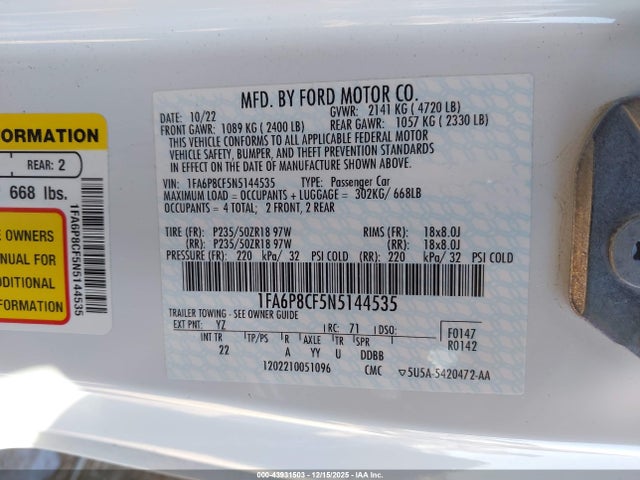 ORMATION
REAR: 2
668 lbs.
E OWNERS
ANUAL FOR
DDITIONAL
ORMATION
1FA6P8CF5N5144535
MFD. BY FORD MOTOR CO.
DATE: 10/22 GVWR: 2141 KG (4720 LB)
FRONT GAWR: 1089 KG (2400 LB) REAR GAWR: 1057 KG (2330 LB)
THIS VEHICLE CONFORMS TO ALL APPLICABLE FEDERAL MOTOR
VEHICLE SAFETY, BUMPER, AND THEFT PREVENTION STANDARDS
IN EFFECT ON THE DATE OF MANUFACTURE SHOWN ABOVE.
VIN: 1FA6P8CF5N5144535 TYPE: Passenger Car
MAXIMUM LOAD = OCCUPANTS + LUGGAGE = 302KG/ 668LB
OCCUPANTS = 4 TOTAL; 2 FRONT, 2 REAR
TIRE (FR): P235/50ZR18 97W RIMS (FR): 18x8.0J
(RR): P235/50ZR18 97W (RR): 18x8.0J
PRESSURE (FR): 220 kPa/ 32 PSI COLD (RR): 220 kPa/ 32 PSI COLD
1FA6P8CF5N5144535
TRAILER TOWING - SEE OWNER GUIDE
EXT PNT: YZ RC: 71 DSO: F0147
INT TR TP/PS R AXLE TR SPR R0142
22 A YY U DDBB
1202210051096 CMC 5U5A-5420472-AA
000-43931503 - 12/15/2025 - IAA Inc.